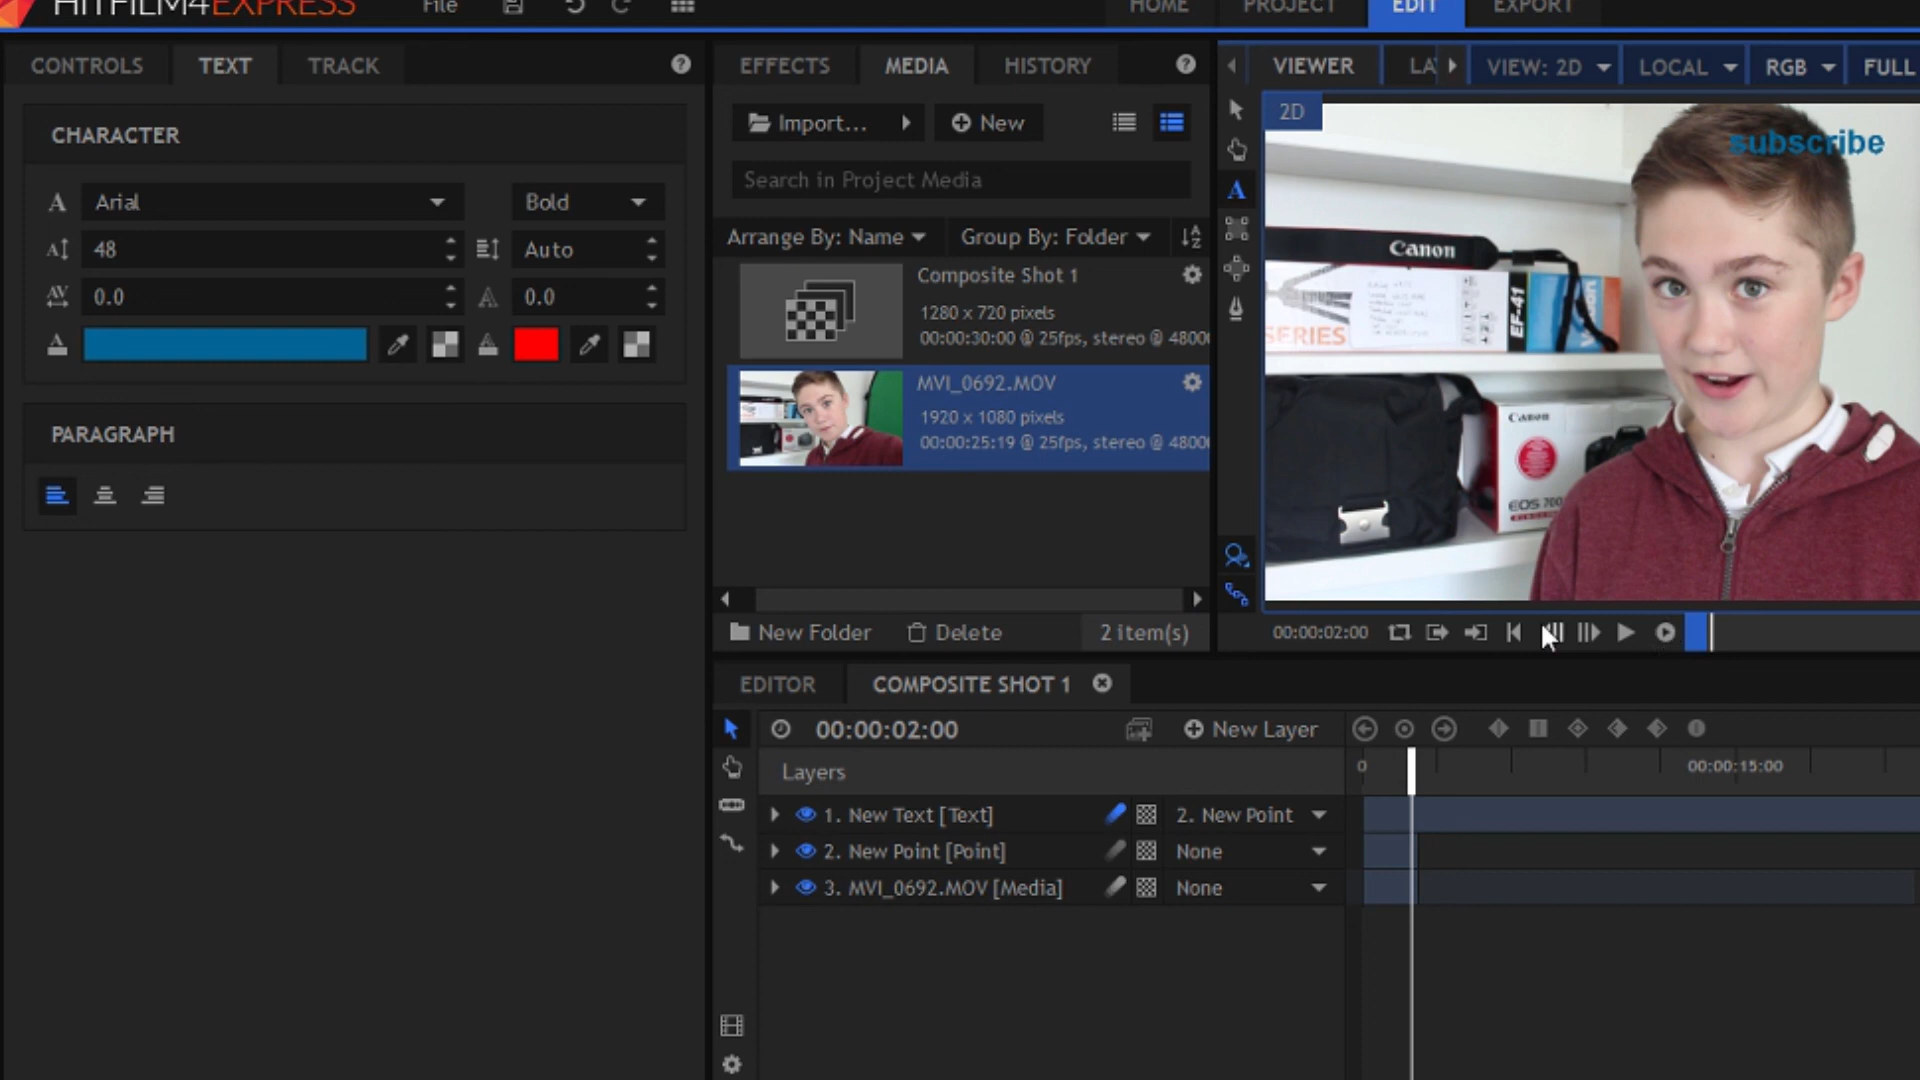 HITFILM4EXPRESS
File
HOME
PROJECT
EDIT
EXPORT
CONTROLS
TEXT
TRACK
CHARACTER
Arial
Bold
48
Auto
0.0
0.0
PARAGRAPH
EFFECTS
MEDIA
HISTORY
Import...
New
Search in Project Media
Arrange By: Name
Group By: Folder
Composite Shot 1
1280 x 720 pixels
00:00:30:00 @ 25fps, stereo @ 4800
MVI_0692.MOV
1920 x 1080 pixels
00:00:25:19 @ 25fps, stereo @ 4800
New Folder
Delete
2 item(s)
VIEWER
LA
VIEW: 2D
LOCAL
RGB
FULL
2D
subscribe
Canon
SERIES
EF-41
Canon
EOS 700
00:00:02:00
EDITOR
COMPOSITE SHOT 1
00:00:02:00
New Layer
0
00:00:15:00
Layers
1. New Text [Text]
2. New Point
2. New Point [Point]
None
3. MVI_0692.MOV [Media]
None